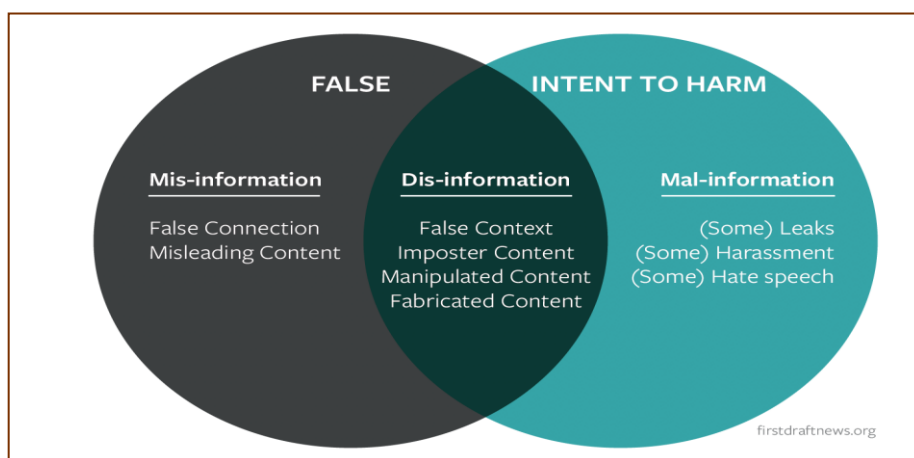 FALSE
INTENT TO HARM
Mis-information
False Connection
Misleading Content
Dis-information
False Context
Imposter Content
Manipulated Content
Fabricated Content
Mal-information
(Some) Leaks
(Some) Harassment
(Some) Hate speech
firstdraftnews.org